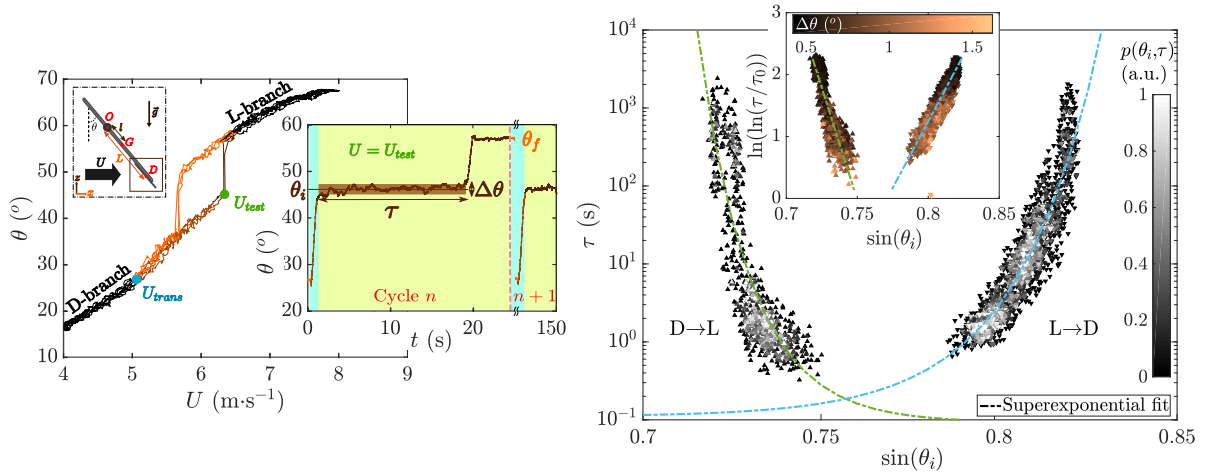 70
60
50
40
30
20
10
θ (°)
4
5
6
7
8
9
U (m·s⁻¹)
O
l
g⃗
θ
G
L
U
D
z
x
L-branch
D-branch
U_test
U_trans
60
50
40
30
20
θ (°)
U = U_test
θ_i
θ_f
Δθ
τ
Cycle n
n + 1
0
10
20
150
t (s)
10⁴
10³
10²
10¹
10⁰
10⁻¹
τ (s)
0.7
0.75
0.8
0.85
sin(θ_i)
D→L
L→D
Superexponential fit
3
2
1
0
ln(ln(τ/τ₀))
Δθ (°)
0.5
1
1.5
0.7
0.75
0.8
0.85
sin(θ_i)
p(θ_i,τ)
(a.u.)
1
0.8
0.6
0.4
0.2
0